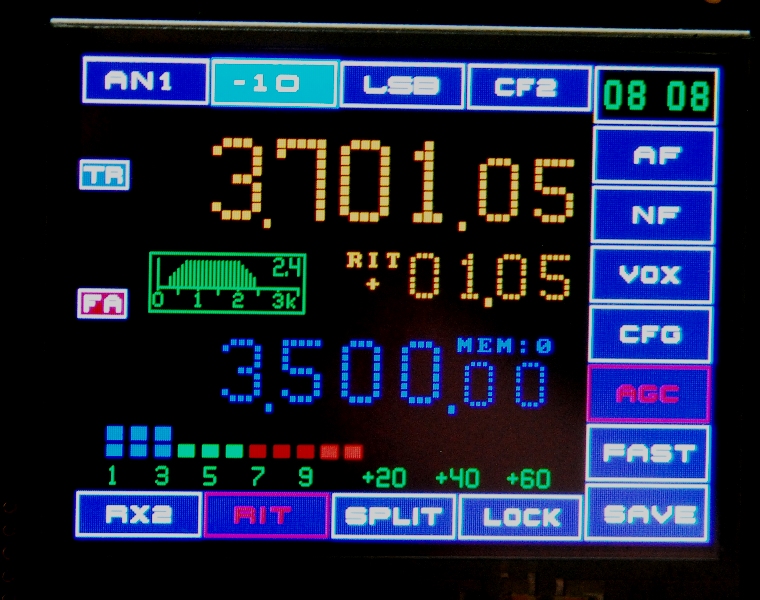 AN1 -10 LSB CF2 08 08
TR 3.701.05 AF
NF
RIT + 01.05 VOX
2,4
0 1 2 3k
FA CFG
MEM:0
3.500.00 AGC
1 3 5 7 9 +20 +40 +60 FAST
RX2 RIT SPLIT LOCK SAVE